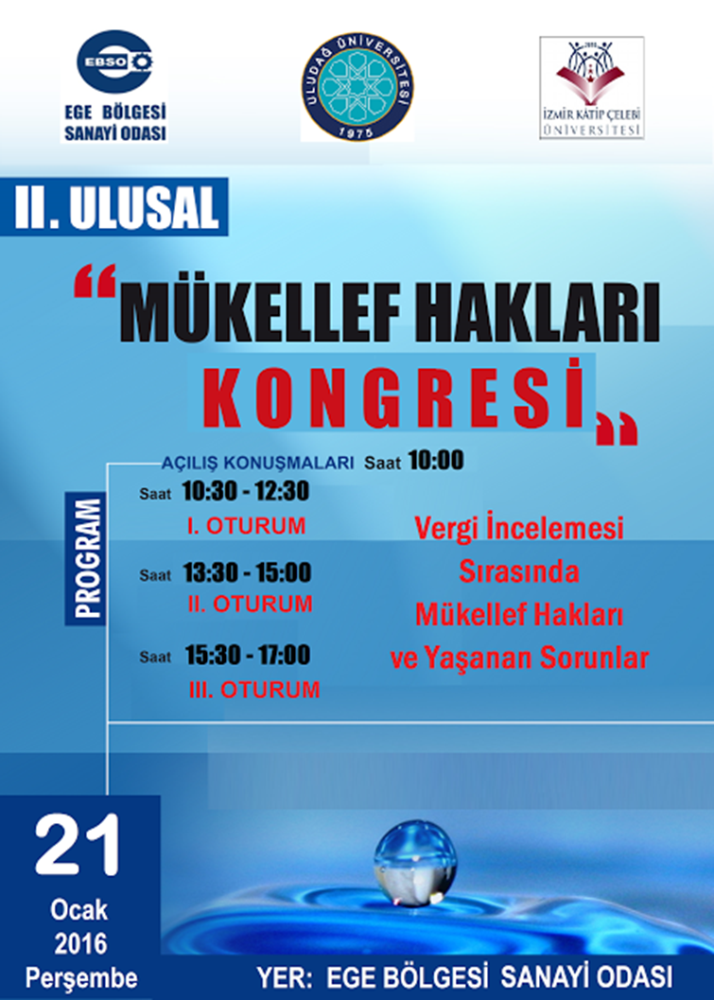 EBSO
EGE BÖLGESİ
SANAYİ ODASI
ULUDAĞ ÜNİVERSİTESİ
1975
2010
İZMİR KÂTİP ÇELEBİ
ÜNİVERSİTESİ
II. ULUSAL
“MÜKELLEF HAKLARI
KONGRESİ„
PROGRAM
AÇILIŞ KONUŞMALARI Saat 10:00
Saat 10:30 - 12:30
I. OTURUM
Saat 13:30 - 15:00
II. OTURUM
Saat 15:30 - 17:00
III. OTURUM
Vergi İncelemesi
Sırasında
Mükellef Hakları
ve Yaşanan Sorunlar
21
Ocak
2016
Perşembe
YER: EGE BÖLGESİ SANAYİ ODASI